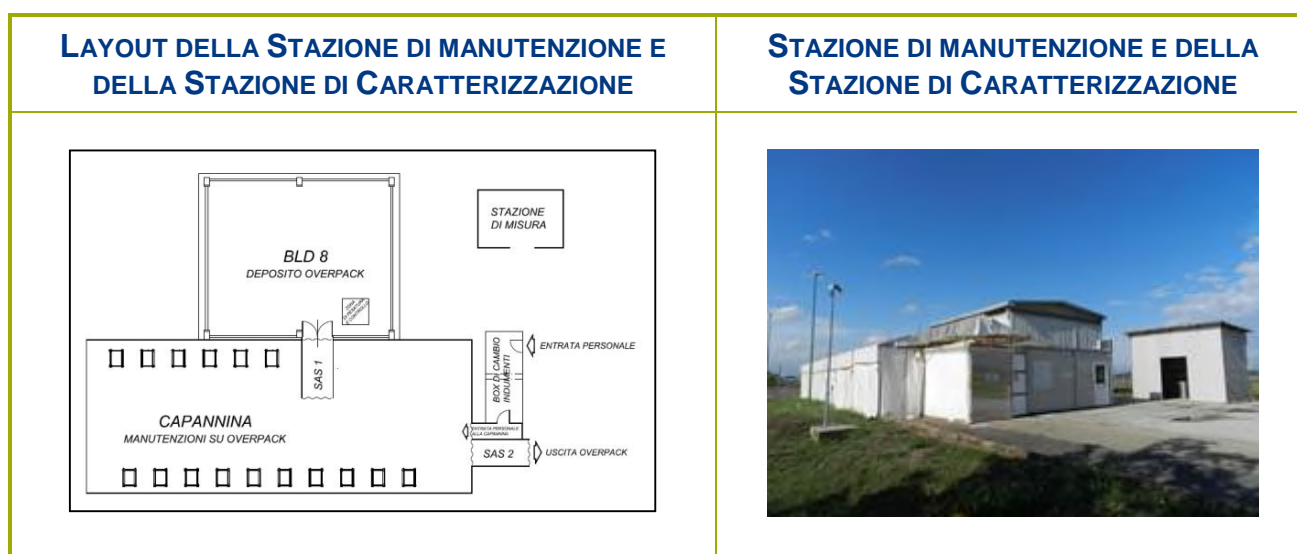 LAYOUT DELLA STAZIONE DI MANUTENZIONE E
DELLA STAZIONE DI CARATTERIZZAZIONE
STAZIONE DI MANUTENZIONE E DELLA
STAZIONE DI CARATTERIZZAZIONE
STAZIONE
DI MISURA
BLD 8
DEPOSITO OVERPACK
ZONA
CONTROLLO
SAS 1
BOX DI CAMBIO
INDUMENTI
ENTRATA PERSONALE
CAPANNINA
MANUTENZIONI SU OVERPACK
ENTRATA PERSONALE
ALLA CAPANNINA
SAS 2
USCITA OVERPACK